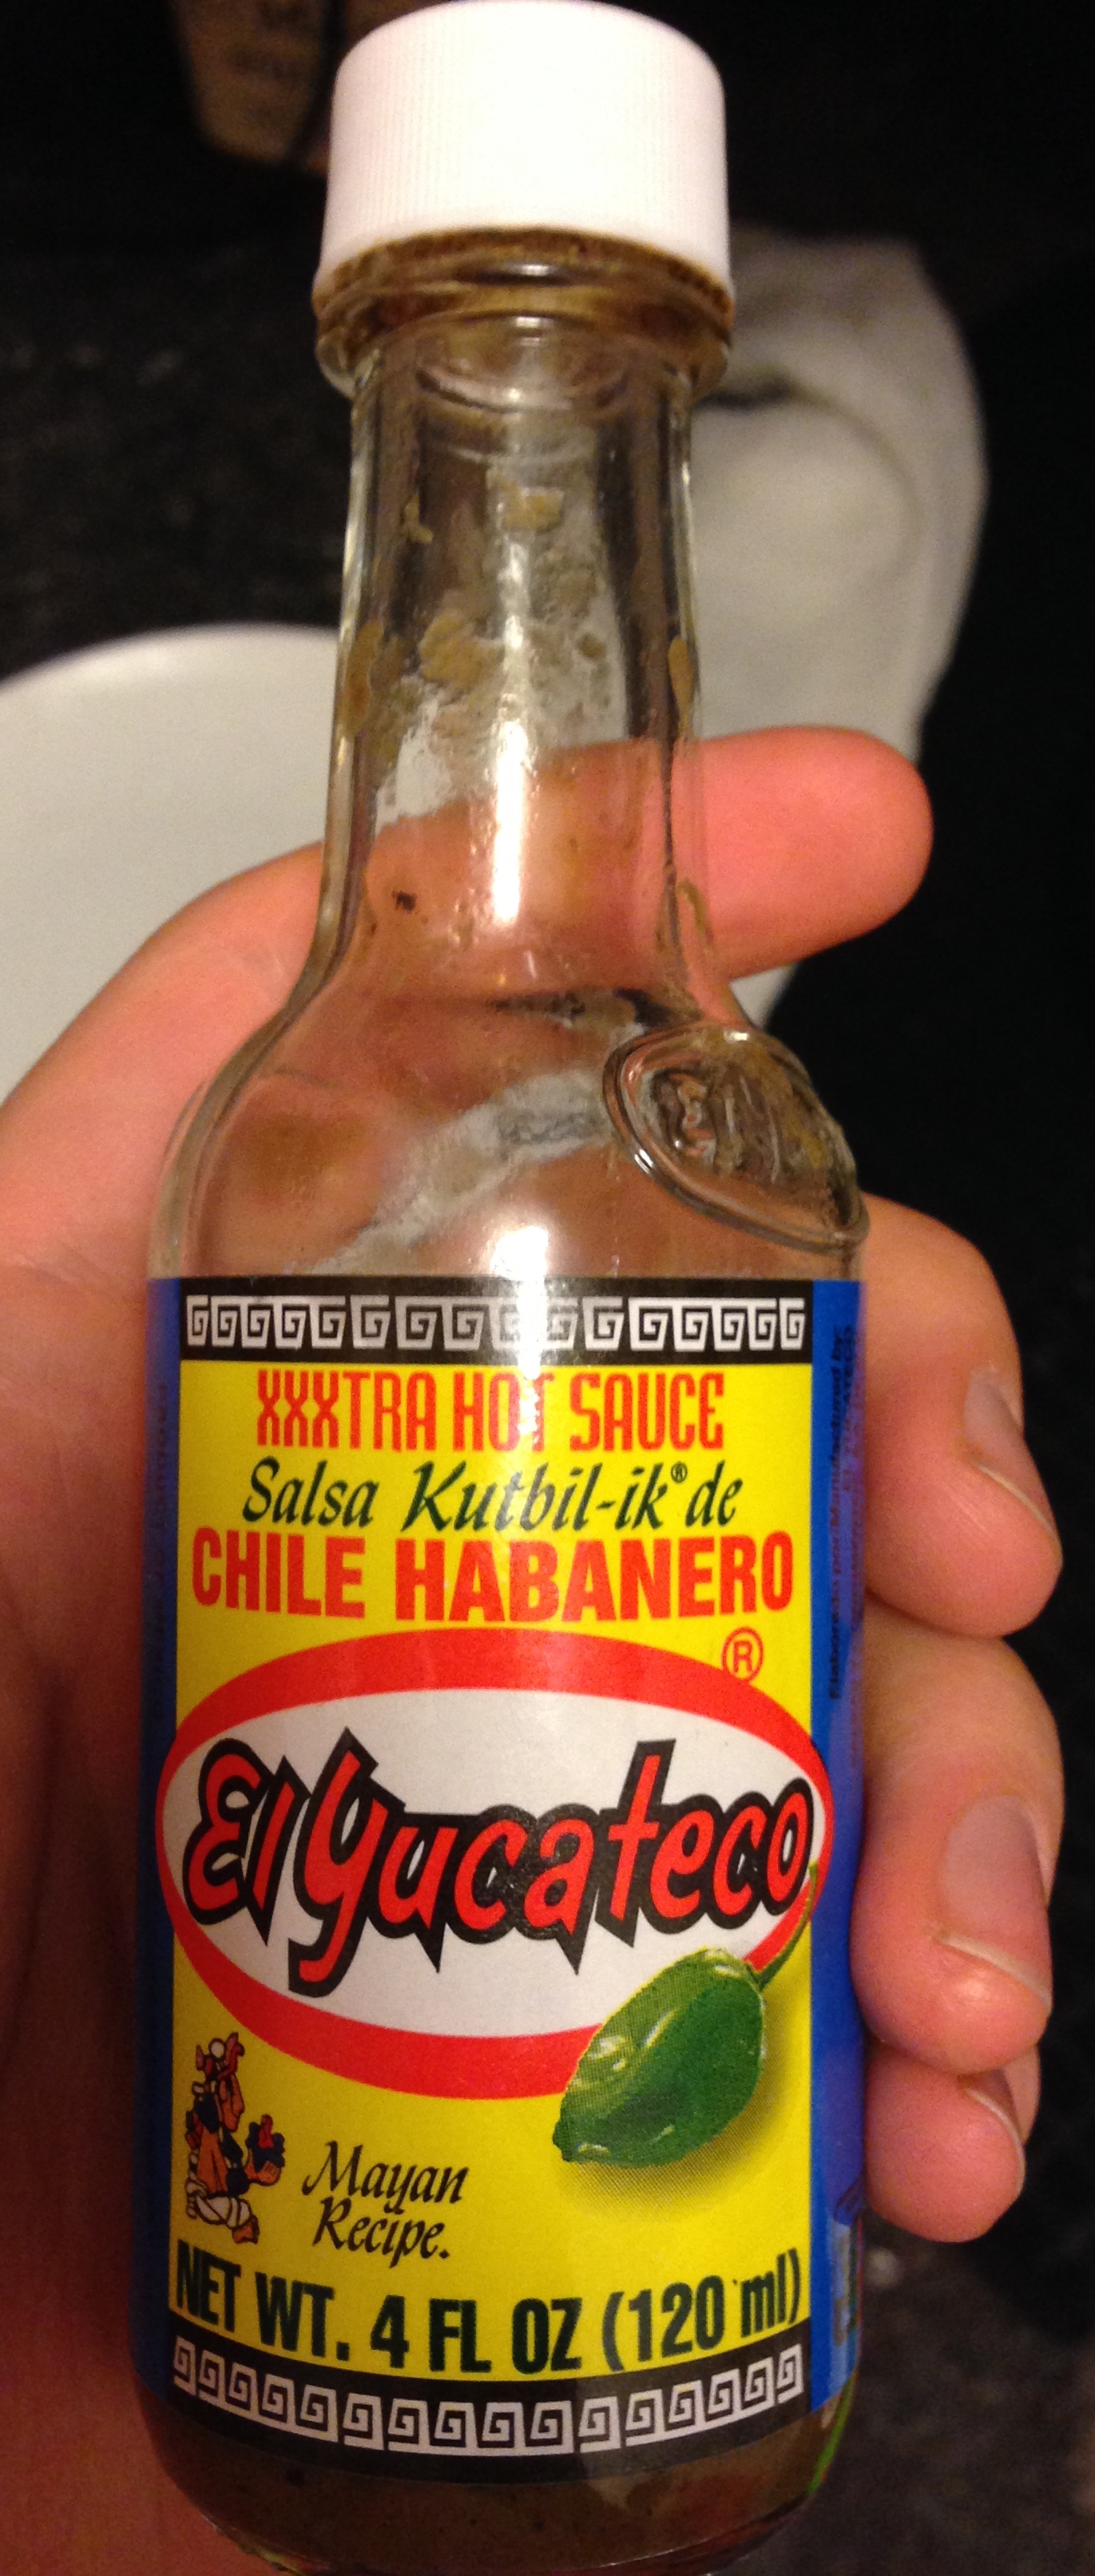 XXXTRA HOT SAUCE
Salsa Kutbil-ik® de
CHILE HABANERO
®
El Yucateco
Mayan
Recipe.
NET WT. 4 FL OZ (120 ml)